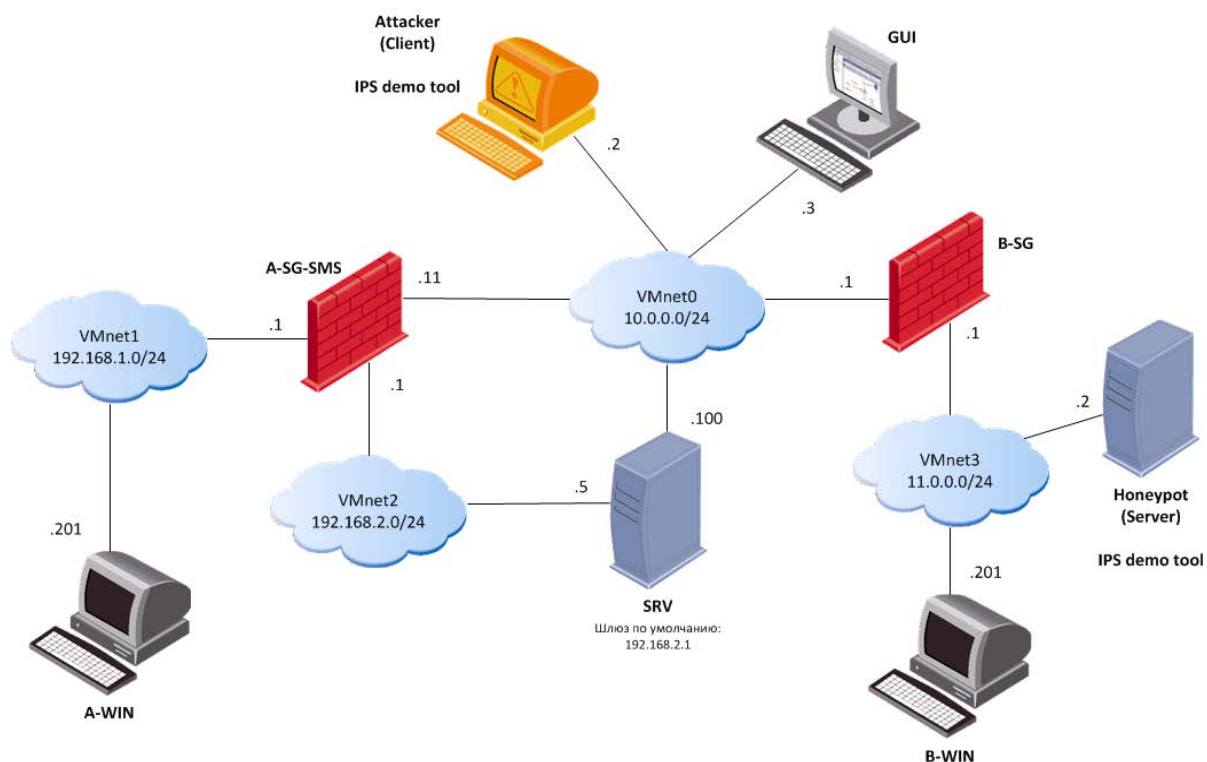 Attacker
(Client)
IPS demo tool
GUI
.2
.3
A-SG-SMS
B-SG
.11
VMnet0
10.0.0.0/24
.1
VMnet1
192.168.1.0/24
.1
.1
.1
.100
.2
VMnet2
192.168.2.0/24
.5
VMnet3
11.0.0.0/24
Honeypot
(Server)
IPS demo tool
.201
.201
SRV
Шлюз по умолчанию:
192.168.2.1
A-WIN
B-WIN